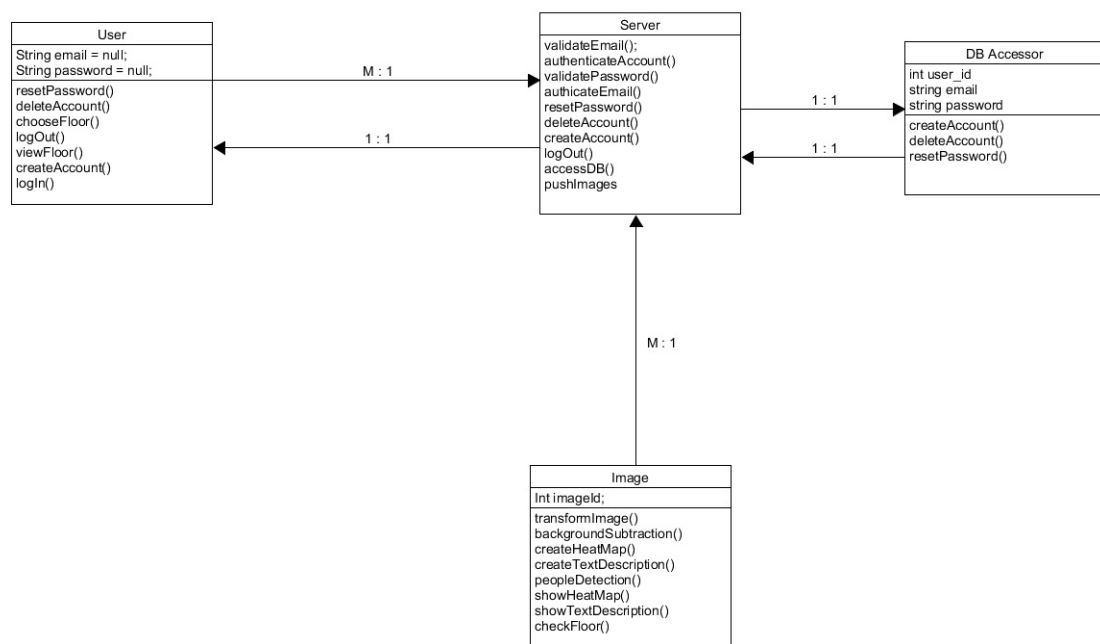 User
String email = null;
String password = null;
resetPassword()
deleteAccount()
chooseFloor()
logOut()
viewFloor()
createAccount()
logIn()
M : 1
1 : 1
Server
validateEmail();
authenticateAccount()
validatePassword()
authicateEmail()
resetPassword()
deleteAccount()
createAccount()
logOut()
accessDB()
pushImages
1 : 1
1 : 1
DB Accessor
int user_id
string email
string password
createAccount()
deleteAccount()
resetPassword()
M : 1
Image
Int imageId;
transformImage()
backgroundSubtraction()
createHeatMap()
createTextDescription()
peopleDetection()
showHeatMap()
showTextDescription()
checkFloor()